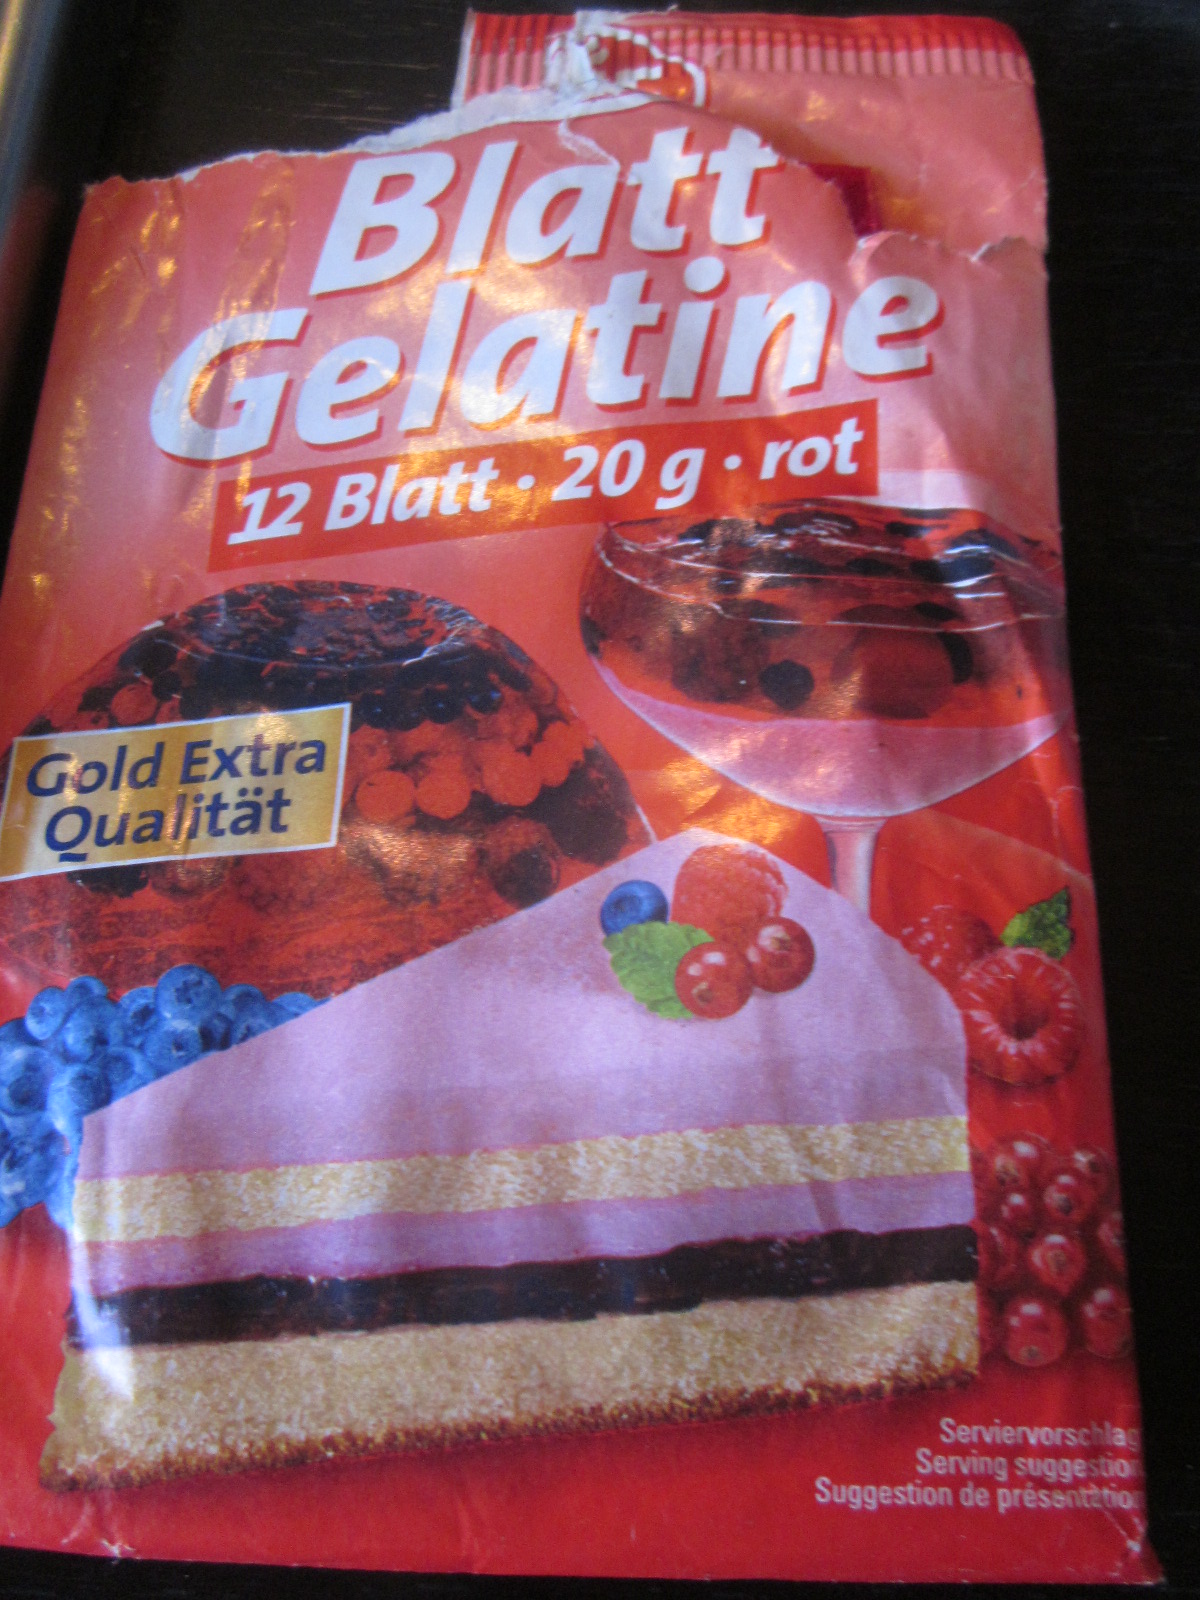 Blatt
Gelatine
12 Blatt · 20 g · rot
Gold Extra
Qualität
Serviervorschlag
Serving suggestion
Suggestion de présentation